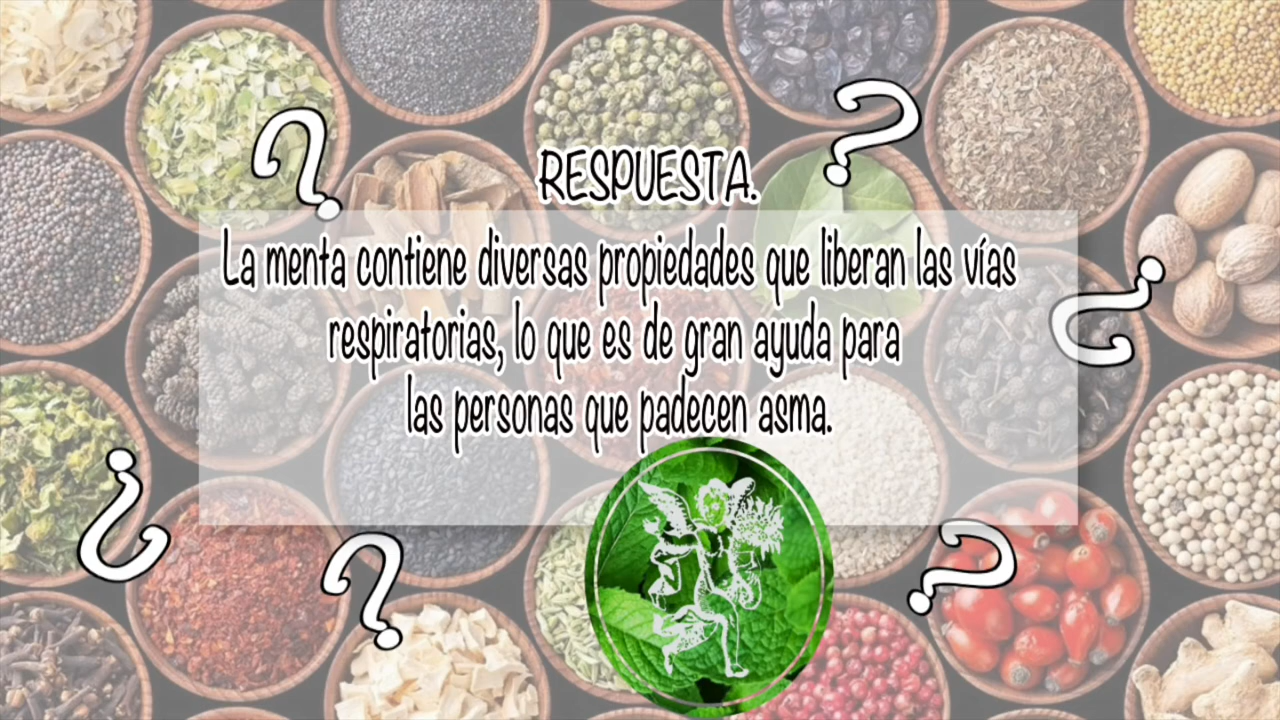 RESPUESTA.
La menta contiene diversas propiedades que liberan las vías
respiratorias, lo que es de gran ayuda para
las personas que padecen asma.